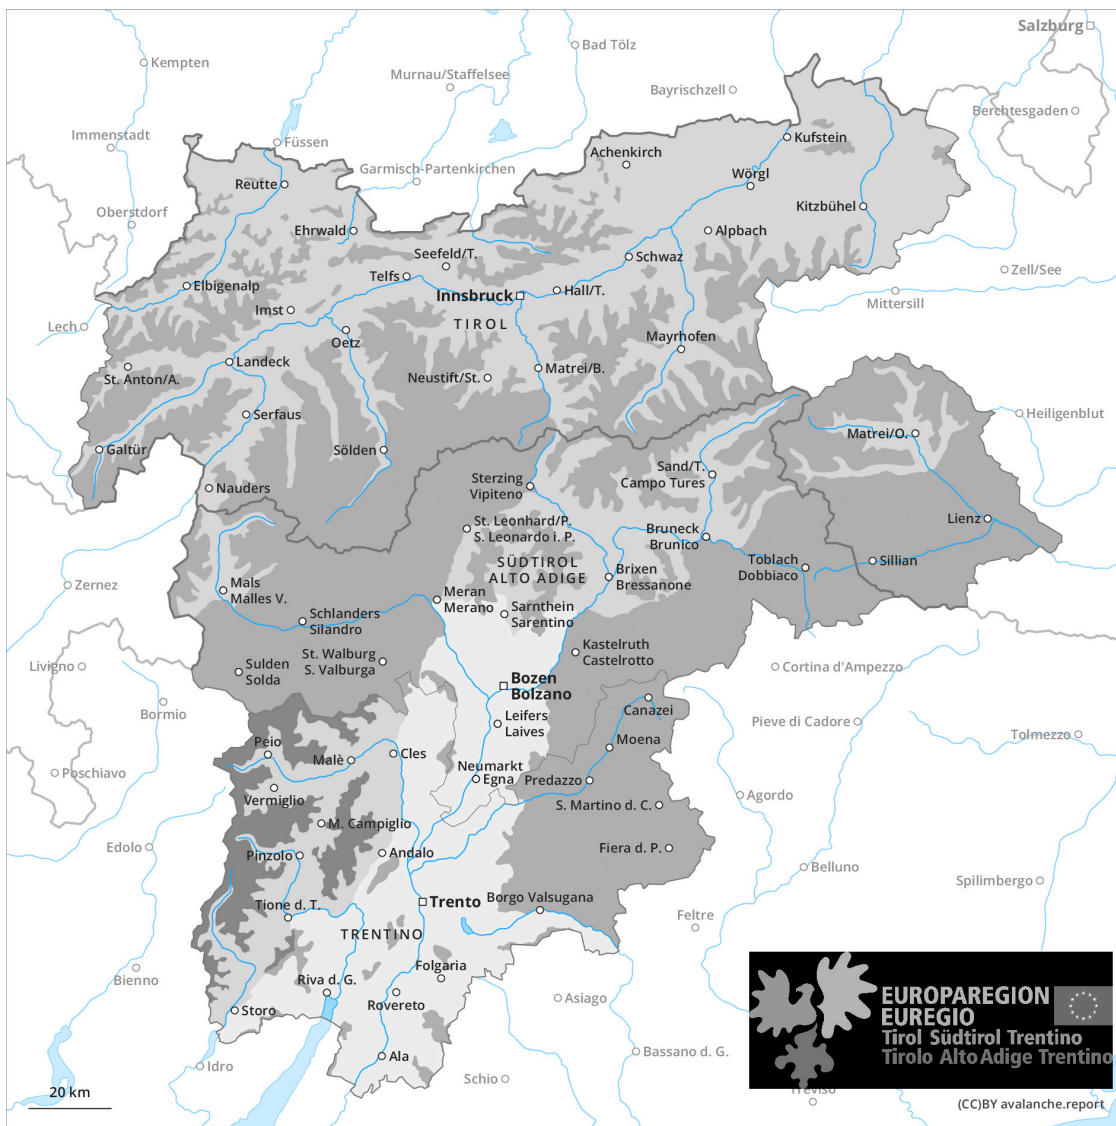 Salzburg
Bad Tölz
Kempten
Murnau/Staffelsee
Bayrischzell
Berchtesgaden
Immenstadt
Füssen
Kufstein
Achenkirch
Garmisch-Partenkirchen
Wörgl
Reutte
Oberstdorf
Kitzbühel
Ehrwald
Alpbach
Seefeld/T.
Schwaz
Telfs
Zell/See
Elbigenalp
Hall/T.
Innsbruck
Mittersill
Imst
TIROL
Lech
Oetz
Mayrhofen
Landeck
Matrei/B.
St. Anton/A.
Neustift/St.
Serfaus
Heiligenblut
Matrei/O.
Galtür
Sölden
Sand/T.
Campo Tures
Sterzing
Vipiteno
Nauders
Lienz
St. Leonhard/P.
S. Leonardo i. P.
Bruneck
Brunico
SÜDTIROL
ALTO ADIGE
Toblach
Dobbiaco
Sillian
Brixen
Bressanone
Zernez
Mals
Malles V.
Meran
Merano
Sarnthein
Sarentino
Schlanders
Silandro
Kastelruth
Castelrotto
St. Walburg
S. Valburga
Livigno
Sulden
Solda
Cortina d'Ampezzo
Bozen
Bolzano
Bormio
Canazei
Leifers
Laives
Pieve di Cadore
Tolmezzo
Peio
Moena
Cles
Malè
Poschiavo
Neumarkt
Egna
Predazzo
Vermiglio
Agordo
S. Martino d. C.
M. Campiglio
Edolo
Fiera d. P.
Andalo
Pinzolo
Belluno
Spilimbergo
Borgo Valsugana
Trento
Tione d. T.
Feltre
TRENTINO
Folgaria
Bienno
Riva d. G.
EUROPAREGION
EUREGIO
Tirol Südtirol Trentino
Tirolo Alto Adige Trentino
Asiago
Rovereto
Storo
Bassano d. G.
Ala
Idro
Schio
Treviso
20 km
(CC)BY avalanche.report